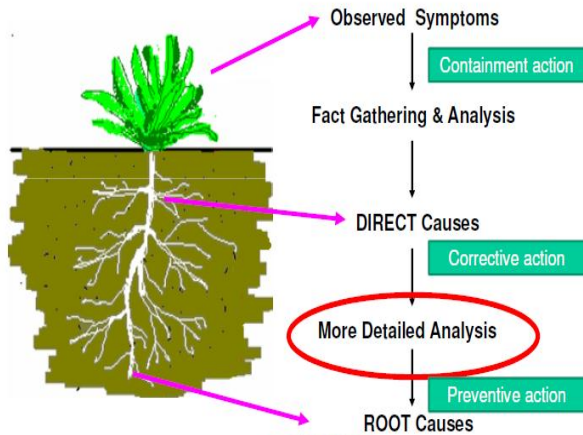 Observed Symptoms
Containment action
Fact Gathering & Analysis
DIRECT Causes
Corrective action
More Detailed Analysis
Preventive action
ROOT Causes